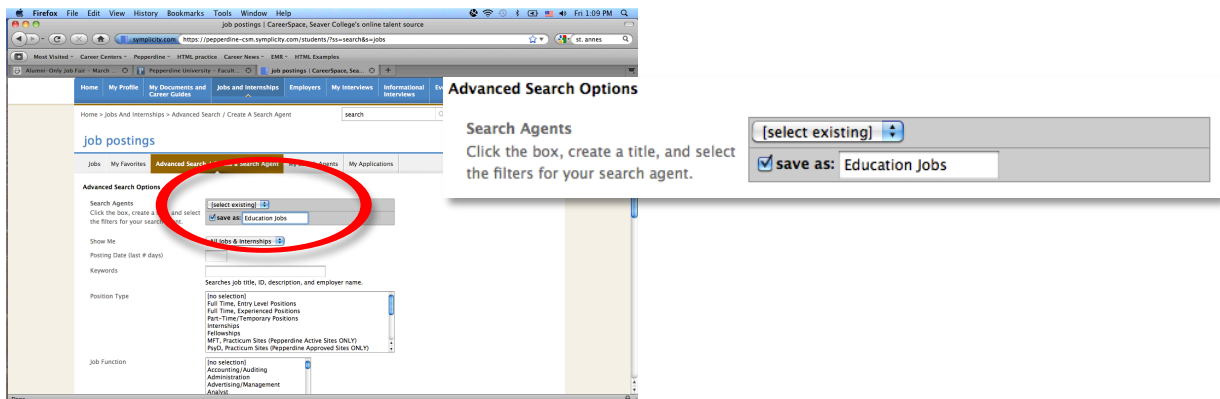 Firefox File Edit View History Bookmarks Tools Window Help Fri 1:09 PM
job postings | CareerSpace, Seaver College's online talent source
symplicity.com https://pepperdine-csm.symplicity.com/students/?ss=search&s=jobs st. annes
Most Visited Career Centers Pepperdine HTML practice Career News EMR HTML Examples
Alumni-Only Job Fair - March ... Pepperdine University - Facult... job postings | CareerSpace, Sea...
Home My Profile My Documents and Career Guides Jobs and Internships Employers My Interviews Informational Interviews
Home > Jobs And Internships > Advanced Search / Create A Search Agent search
job postings
Jobs My Favorites Advanced Search Agent My Applications
Advanced Search Options
Search Agents [select existing]
Click the box, create a title, and select
the filters for your search agent.
save as: Education Jobs
Show Me All Jobs & Internships
Posting Date (last # days)
Keywords
Searches job title, ID, description, and employer name.
Position Type [no selection]
Full Time, Entry Level Positions
Full Time, Experienced Positions
Part-Time/Temporary Positions
Internships
Fellowships
MFT, Practicum Sites (Pepperdine Active Sites ONLY)
PsyD, Practicum Sites (Pepperdine Approved Sites ONLY)
Job Function [no selection]
Accounting/Auditing
Administration
Advertising/Management
Analyst
Done
Advanced Search Options
Search Agents
Click the box, create a title, and select
the filters for your search agent.
[select existing]
save as: Education Jobs